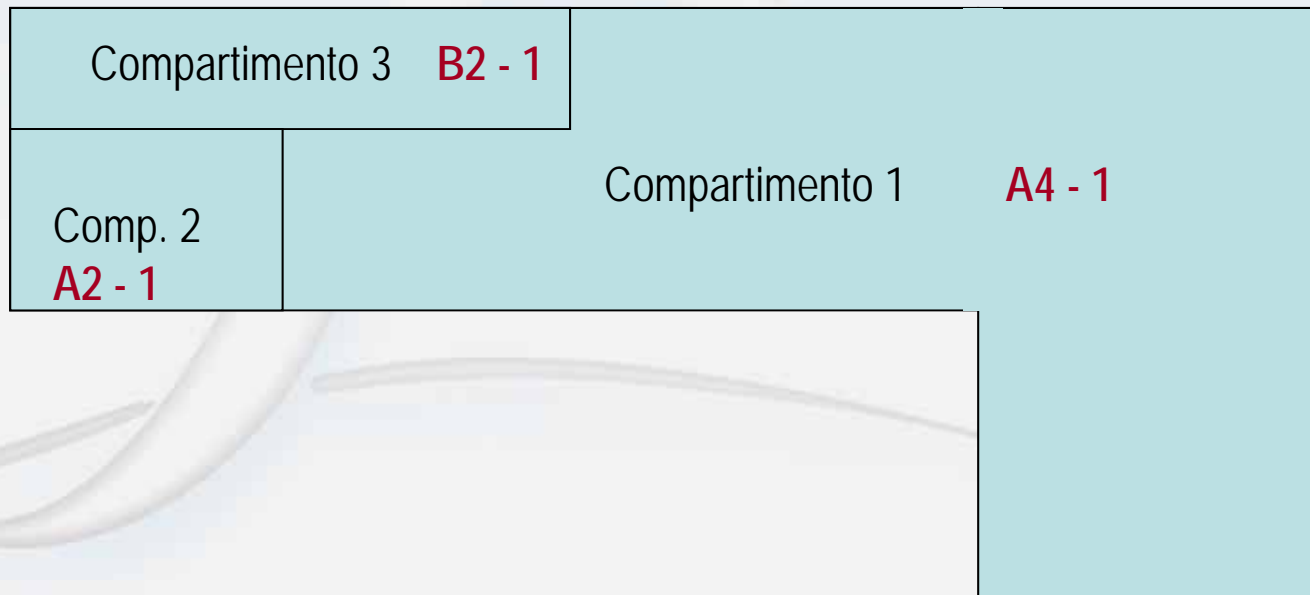 Compartimento 3 B2 - 1
Compartimento 1 A4 - 1
Comp. 2
A2 - 1